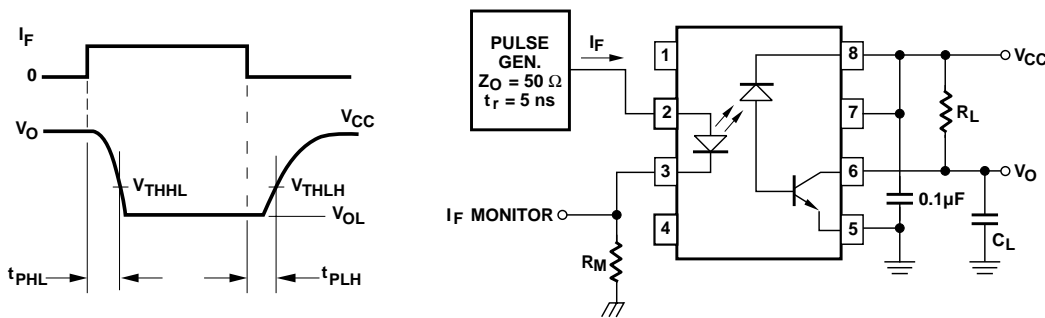 I_F
0
V_O
V_CC
V_THHL
V_THLH
V_OL
t_PHL
t_PLH
PULSE
GEN.
Z_O = 50 Ω
t_r = 5 ns
I_F
1
2
3
4
8
7
6
5
I_F MONITOR
R_M
V_CC
R_L
V_O
0.1µF
C_L